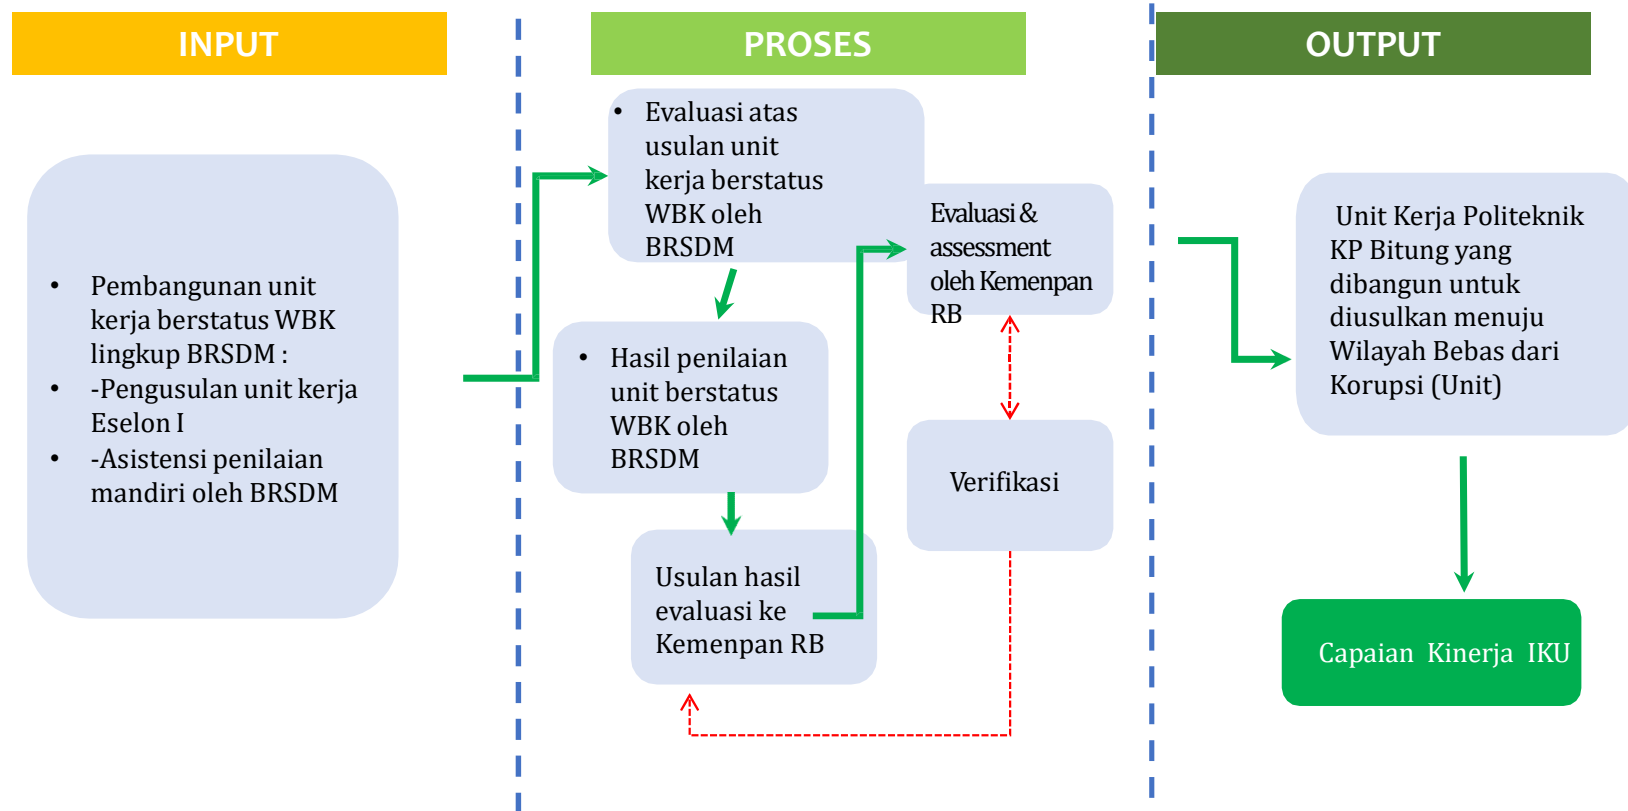 INPUT
PROSES
OUTPUT
• Pembangunan unit
kerja berstatus WBK
lingkup BRSDM :
• -Pengusulan unit kerja
Eselon I
• -Asistensi penilaian
mandiri oleh BRSDM
• Evaluasi atas
usulan unit
kerja berstatus
WBK oleh
BRSDM
• Hasil penilaian
unit berstatus
WBK oleh
BRSDM
Usulan hasil
evaluasi ke
Kemenpan RB
Evaluasi &
assessment
oleh Kemenpan
RB
Verifikasi
Unit Kerja Politeknik
KP Bitung yang
dibangun untuk
diusulkan menuju
Wilayah Bebas dari
Korupsi (Unit)
Capaian Kinerja IKU